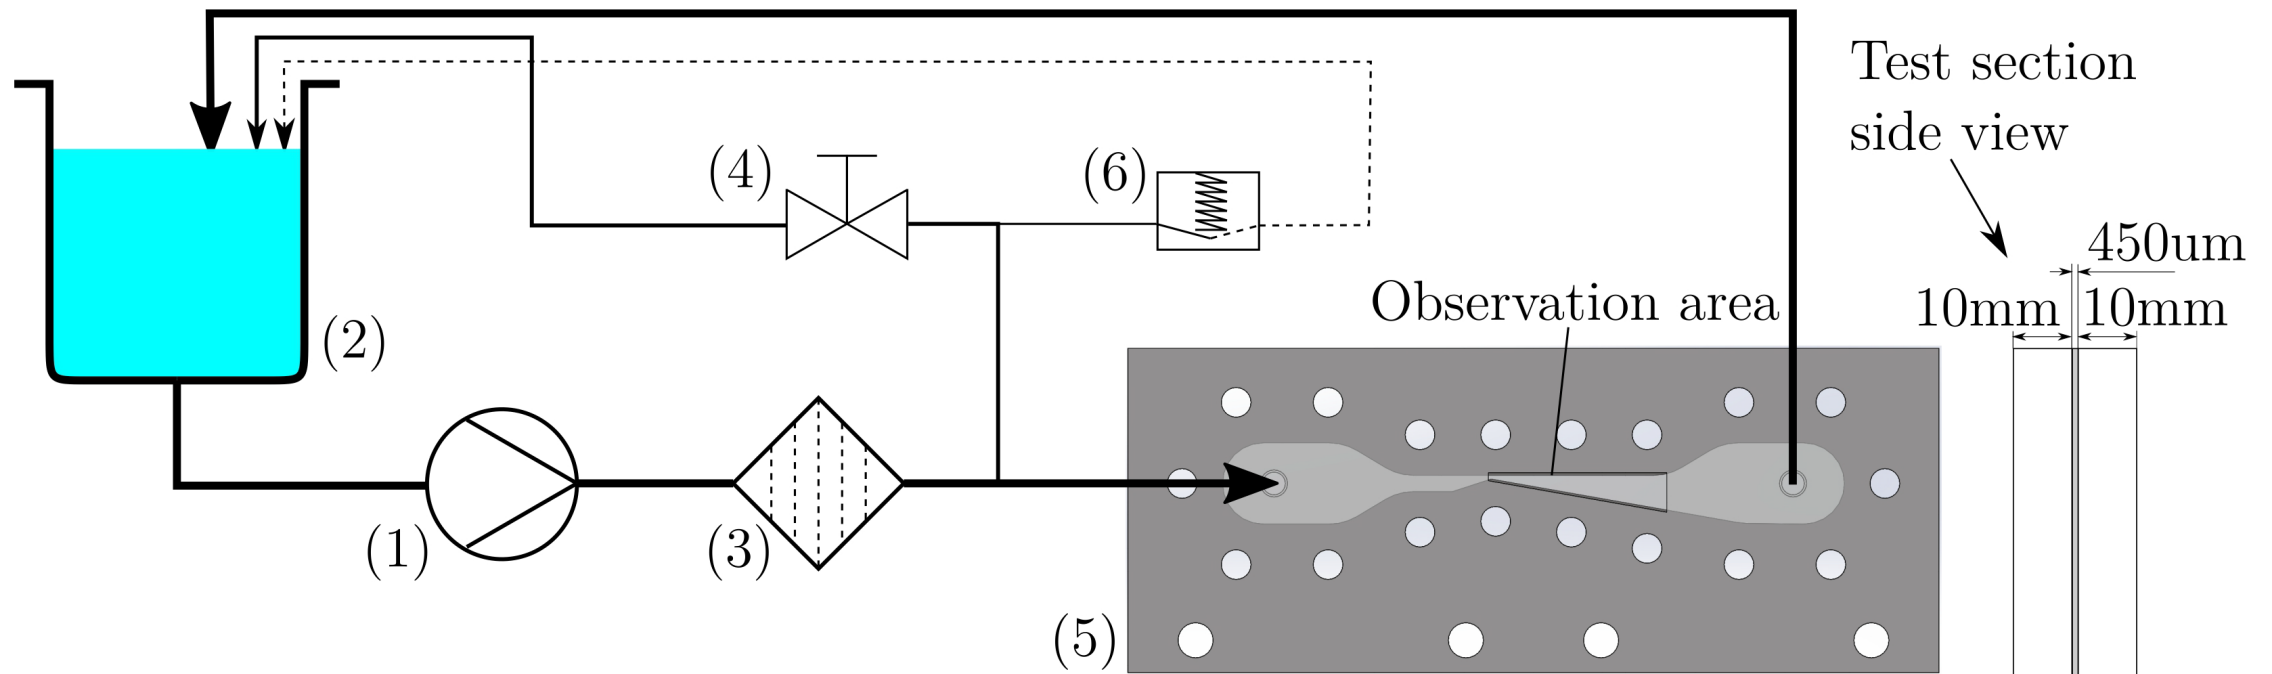 Test section
side view
(4)
(6)
450um
10mm
10mm
Observation area
(2)
(1)
(3)
(5)